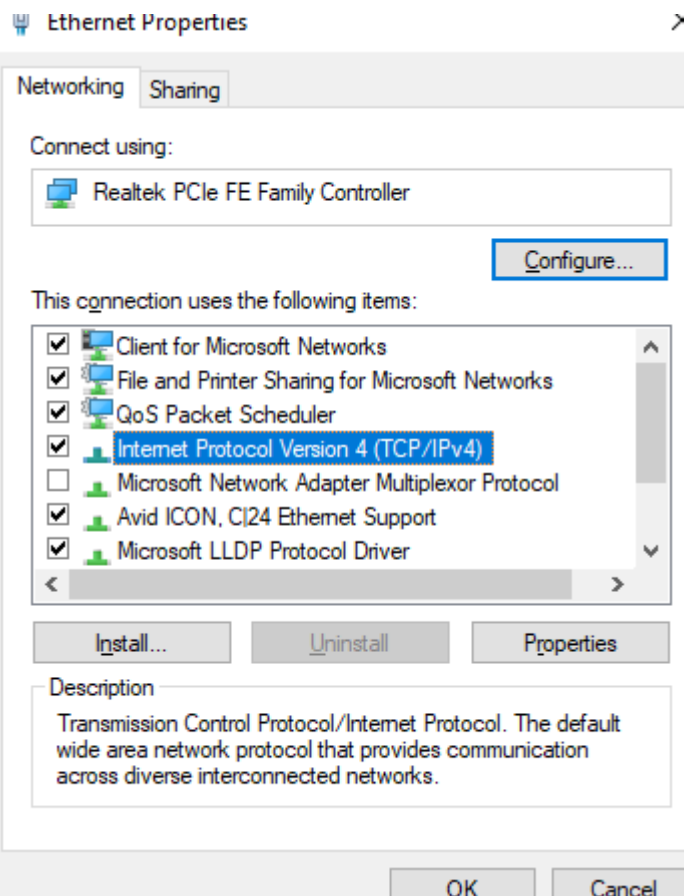 Ethernet Properties
Networking
Sharing
Connect using:
Realtek PCIe FE Family Controller
Configure...
This connection uses the following items:
Client for Microsoft Networks
File and Printer Sharing for Microsoft Networks
QoS Packet Scheduler
Internet Protocol Version 4 (TCP/IPv4)
Microsoft Network Adapter Multiplexor Protocol
Avid ICON, C|24 Ethernet Support
Microsoft LLDP Protocol Driver
Install...
Uninstall
Properties
Description
Transmission Control Protocol/Internet Protocol. The default
wide area network protocol that provides communication
across diverse interconnected networks.
OK
Cancel